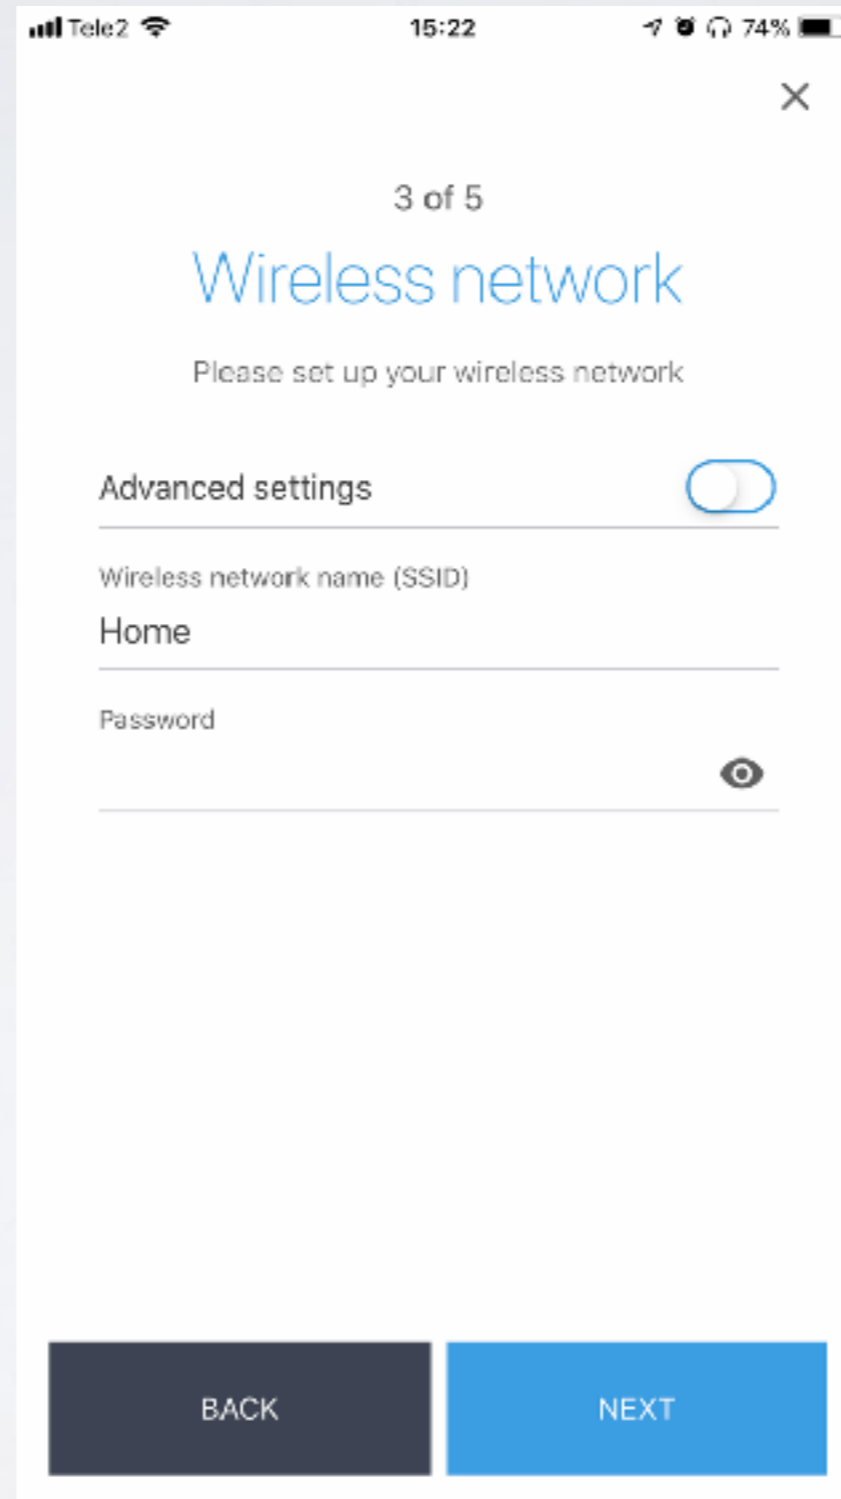 Tele2 15:22 74%
3 of 5
Wireless network
Please set up your wireless network
Advanced settings
Wireless network name (SSID)
Home
Password
BACK NEXT